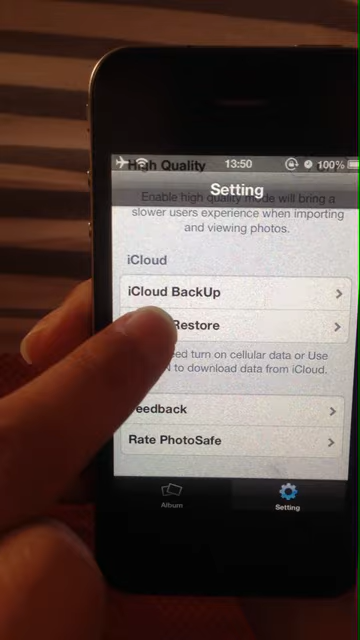 High Quality
13:50
100%
Setting
Enable high quality mode will bring a
slower users experience when importing
and viewing photos.
iCloud
iCloud BackUp
Restore
turn on cellular data or Use
to download data from iCloud.
Feedback
Rate PhotoSafe
Album
Setting